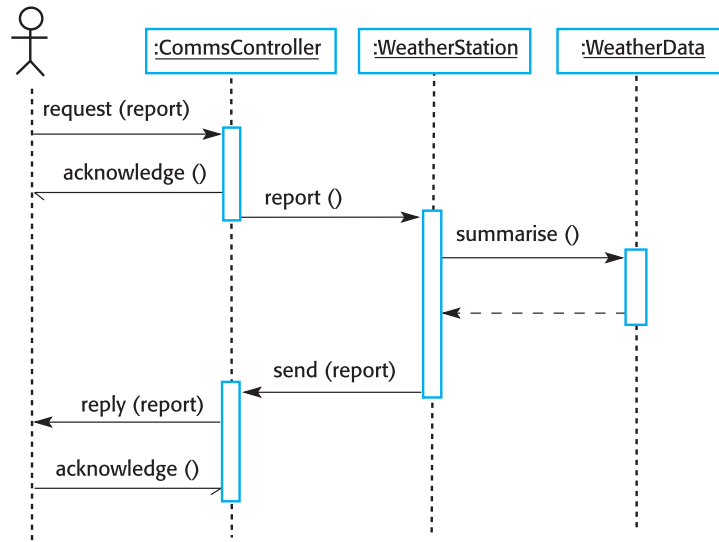 :CommsController
:WeatherStation
:WeatherData
request (report)
acknowledge ()
report ()
summarise ()
send (report)
reply (report)
acknowledge ()